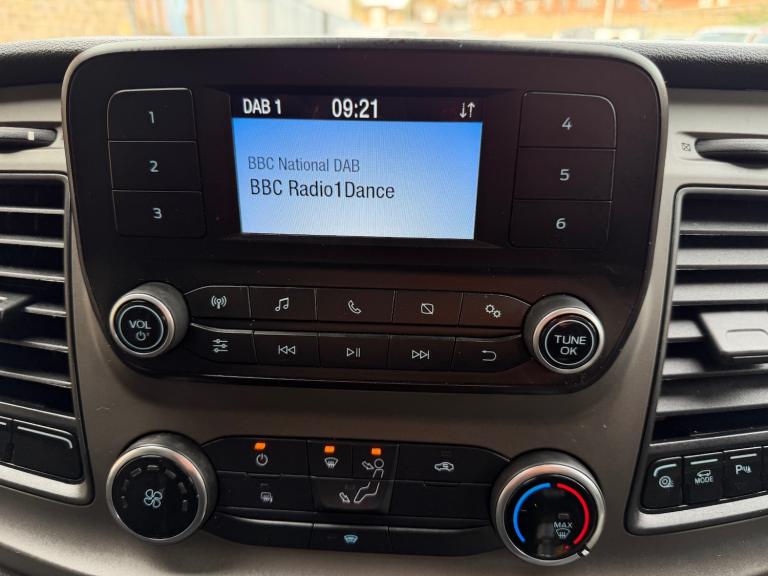 DAB 1 09:21
BBC National DAB
BBC Radio1Dance
1
2
3
4
5
6
VOL
TUNE
OK
MAX
MODE
P